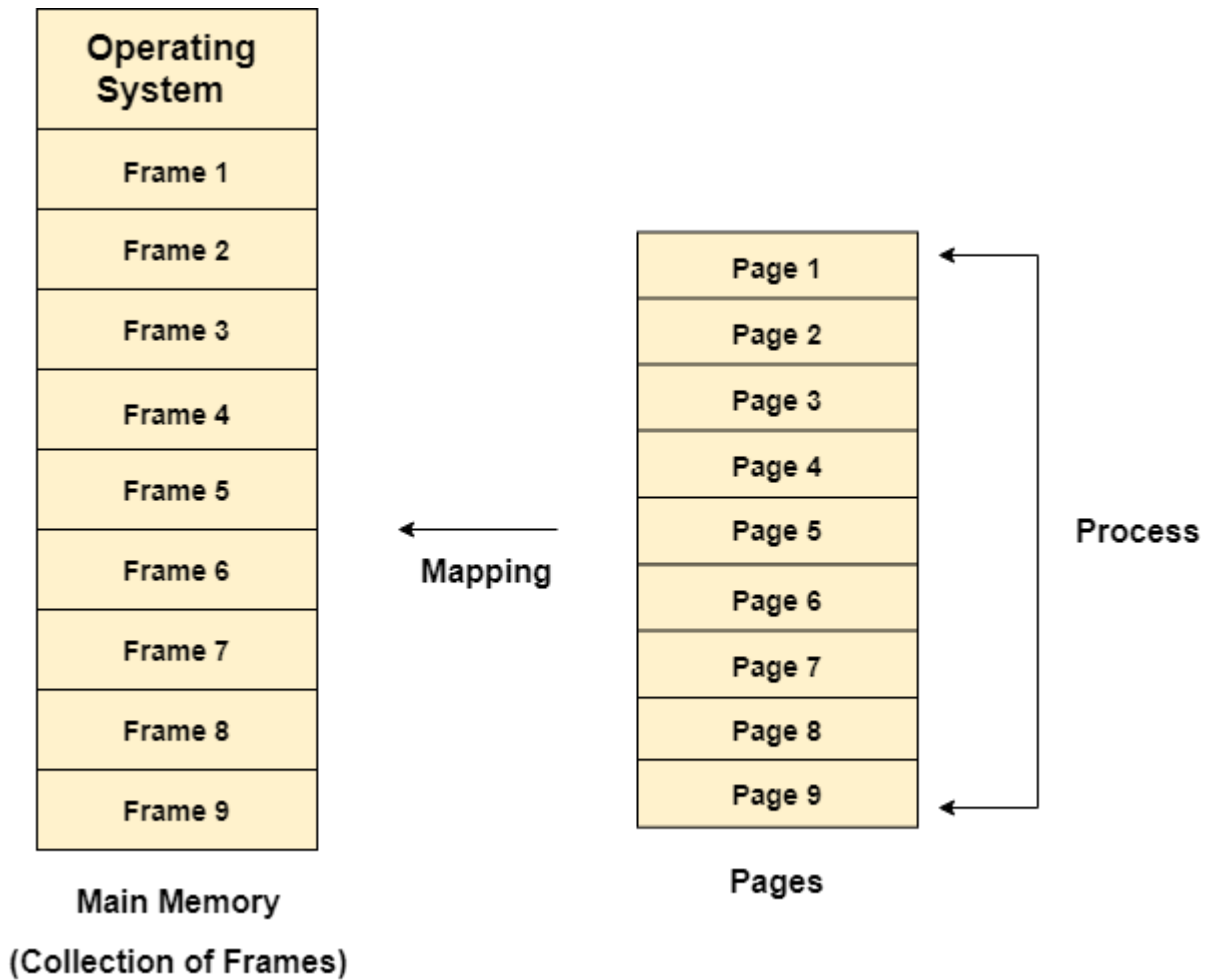 Operating
System
Frame 1
Frame 2
Frame 3
Frame 4
Frame 5
Frame 6
Frame 7
Frame 8
Frame 9
Main Memory
(Collection of Frames)
Mapping
Page 1
Page 2
Page 3
Page 4
Page 5
Page 6
Page 7
Page 8
Page 9
Pages
Process